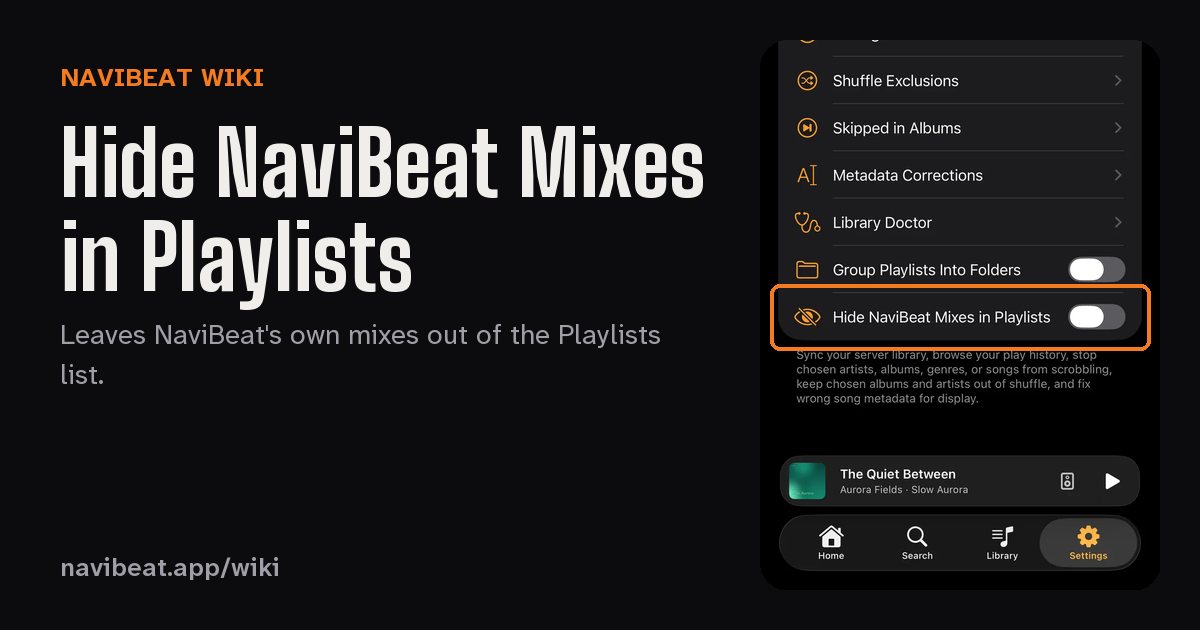 NAVIBEAT WIKI
Hide NaviBeat Mixes
in Playlists
Leaves NaviBeat's own mixes out of the Playlists
list.
navibeat.app/wiki
Shuffle Exclusions
Skipped in Albums
Metadata Corrections
Library Doctor
Group Playlists Into Folders
Hide NaviBeat Mixes in Playlists
Sync your server library, browse your play history, stop
chosen artists, albums, genres, or songs from scrobbling,
keep chosen albums and artists out of shuffle, and fix
wrong song metadata for display.
The Quiet Between
Aurora Fields · Slow Aurora
Home
Search
Library
Settings